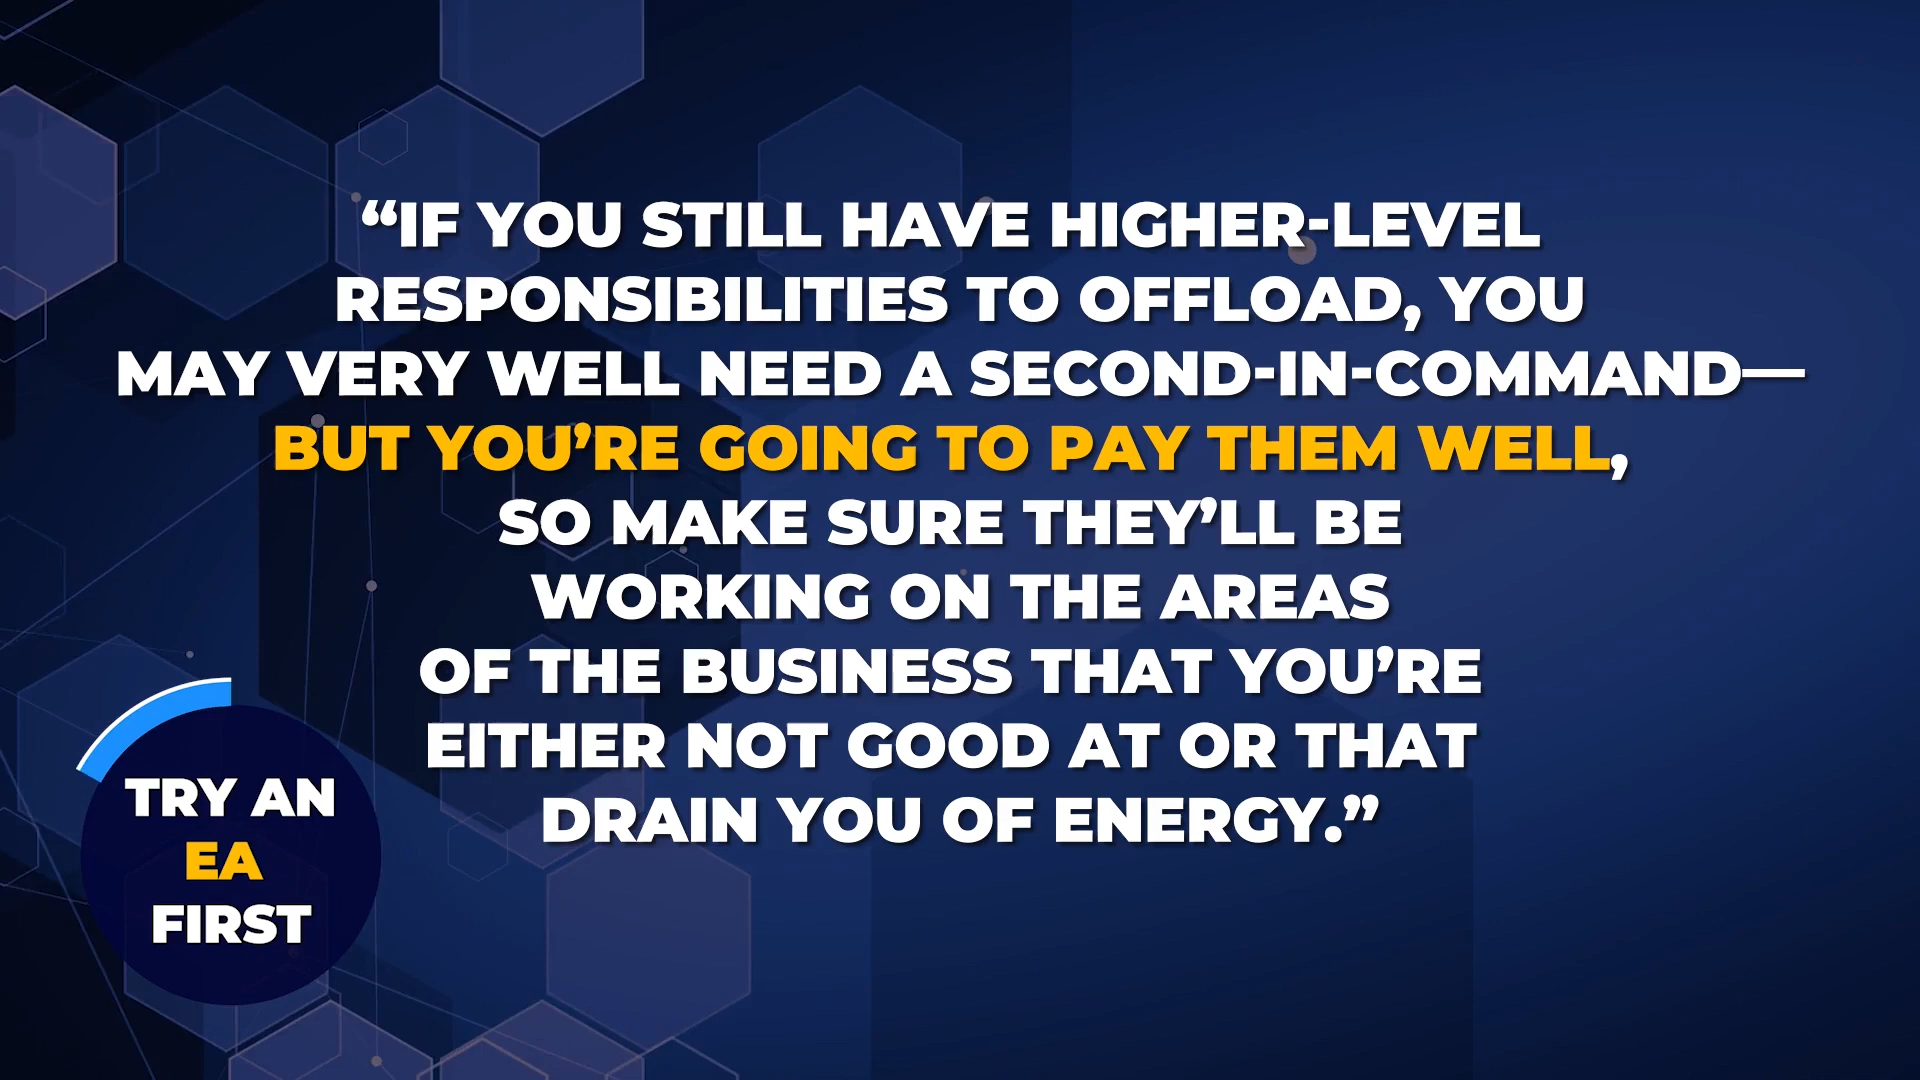 “IF YOU STILL HAVE HIGHER-LEVEL
RESPONSIBILITIES TO OFFLOAD, YOU
MAY VERY WELL NEED A SECOND-IN-COMMAND—
BUT YOU’RE GOING TO PAY THEM WELL,
SO MAKE SURE THEY’LL BE
WORKING ON THE AREAS
OF THE BUSINESS THAT YOU’RE
EITHER NOT GOOD AT OR THAT
DRAIN YOU OF ENERGY.”
TRY AN
EA
FIRST